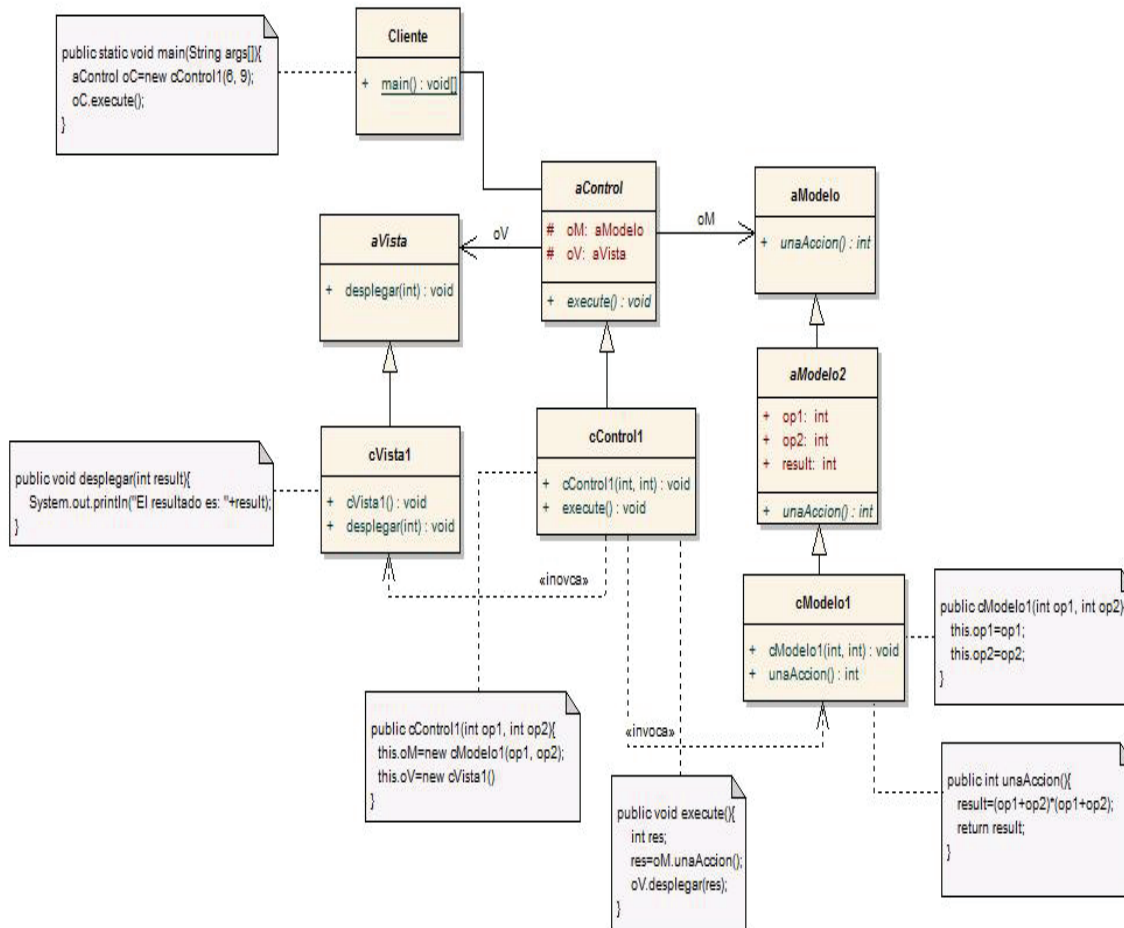 public static void main(String args[]){
aControl oC=new cControl1(6, 9);
oC.execute();
}
Cliente
+ main() : void[]
aControl
# oM: aModelo
# oV: aVista
+ execute() : void
oV
oM
aVista
+ desplegar(int) : void
aModelo
+ unaAccion() : int
aModelo2
+ op1: int
+ op2: int
+ result: int
+ unaAccion() : int
public void desplegar(int result){
System.out.println("El resultado es: "+result);
}
cVista1
+ cVista1() : void
+ desplegar(int) : void
cControl1
+ cControl1(int, int) : void
+ execute() : void
«inovca»
cModelo1
+ cModelo1(int, int) : void
+ unaAccion() : int
public cModelo1(int op1, int op2)
this.op1=op1;
this.op2=op2;
}
public cControl1(int op1, int op2){
this.oM=new cModelo1(op1, op2);
this.oV=new cVista1()
}
«invoca»
public void execute(){
int res;
res=oM.unaAccion();
oV.desplegar(res);
}
public int unaAccion(){
result=(op1+op2)*(op1+op2);
return result;
}